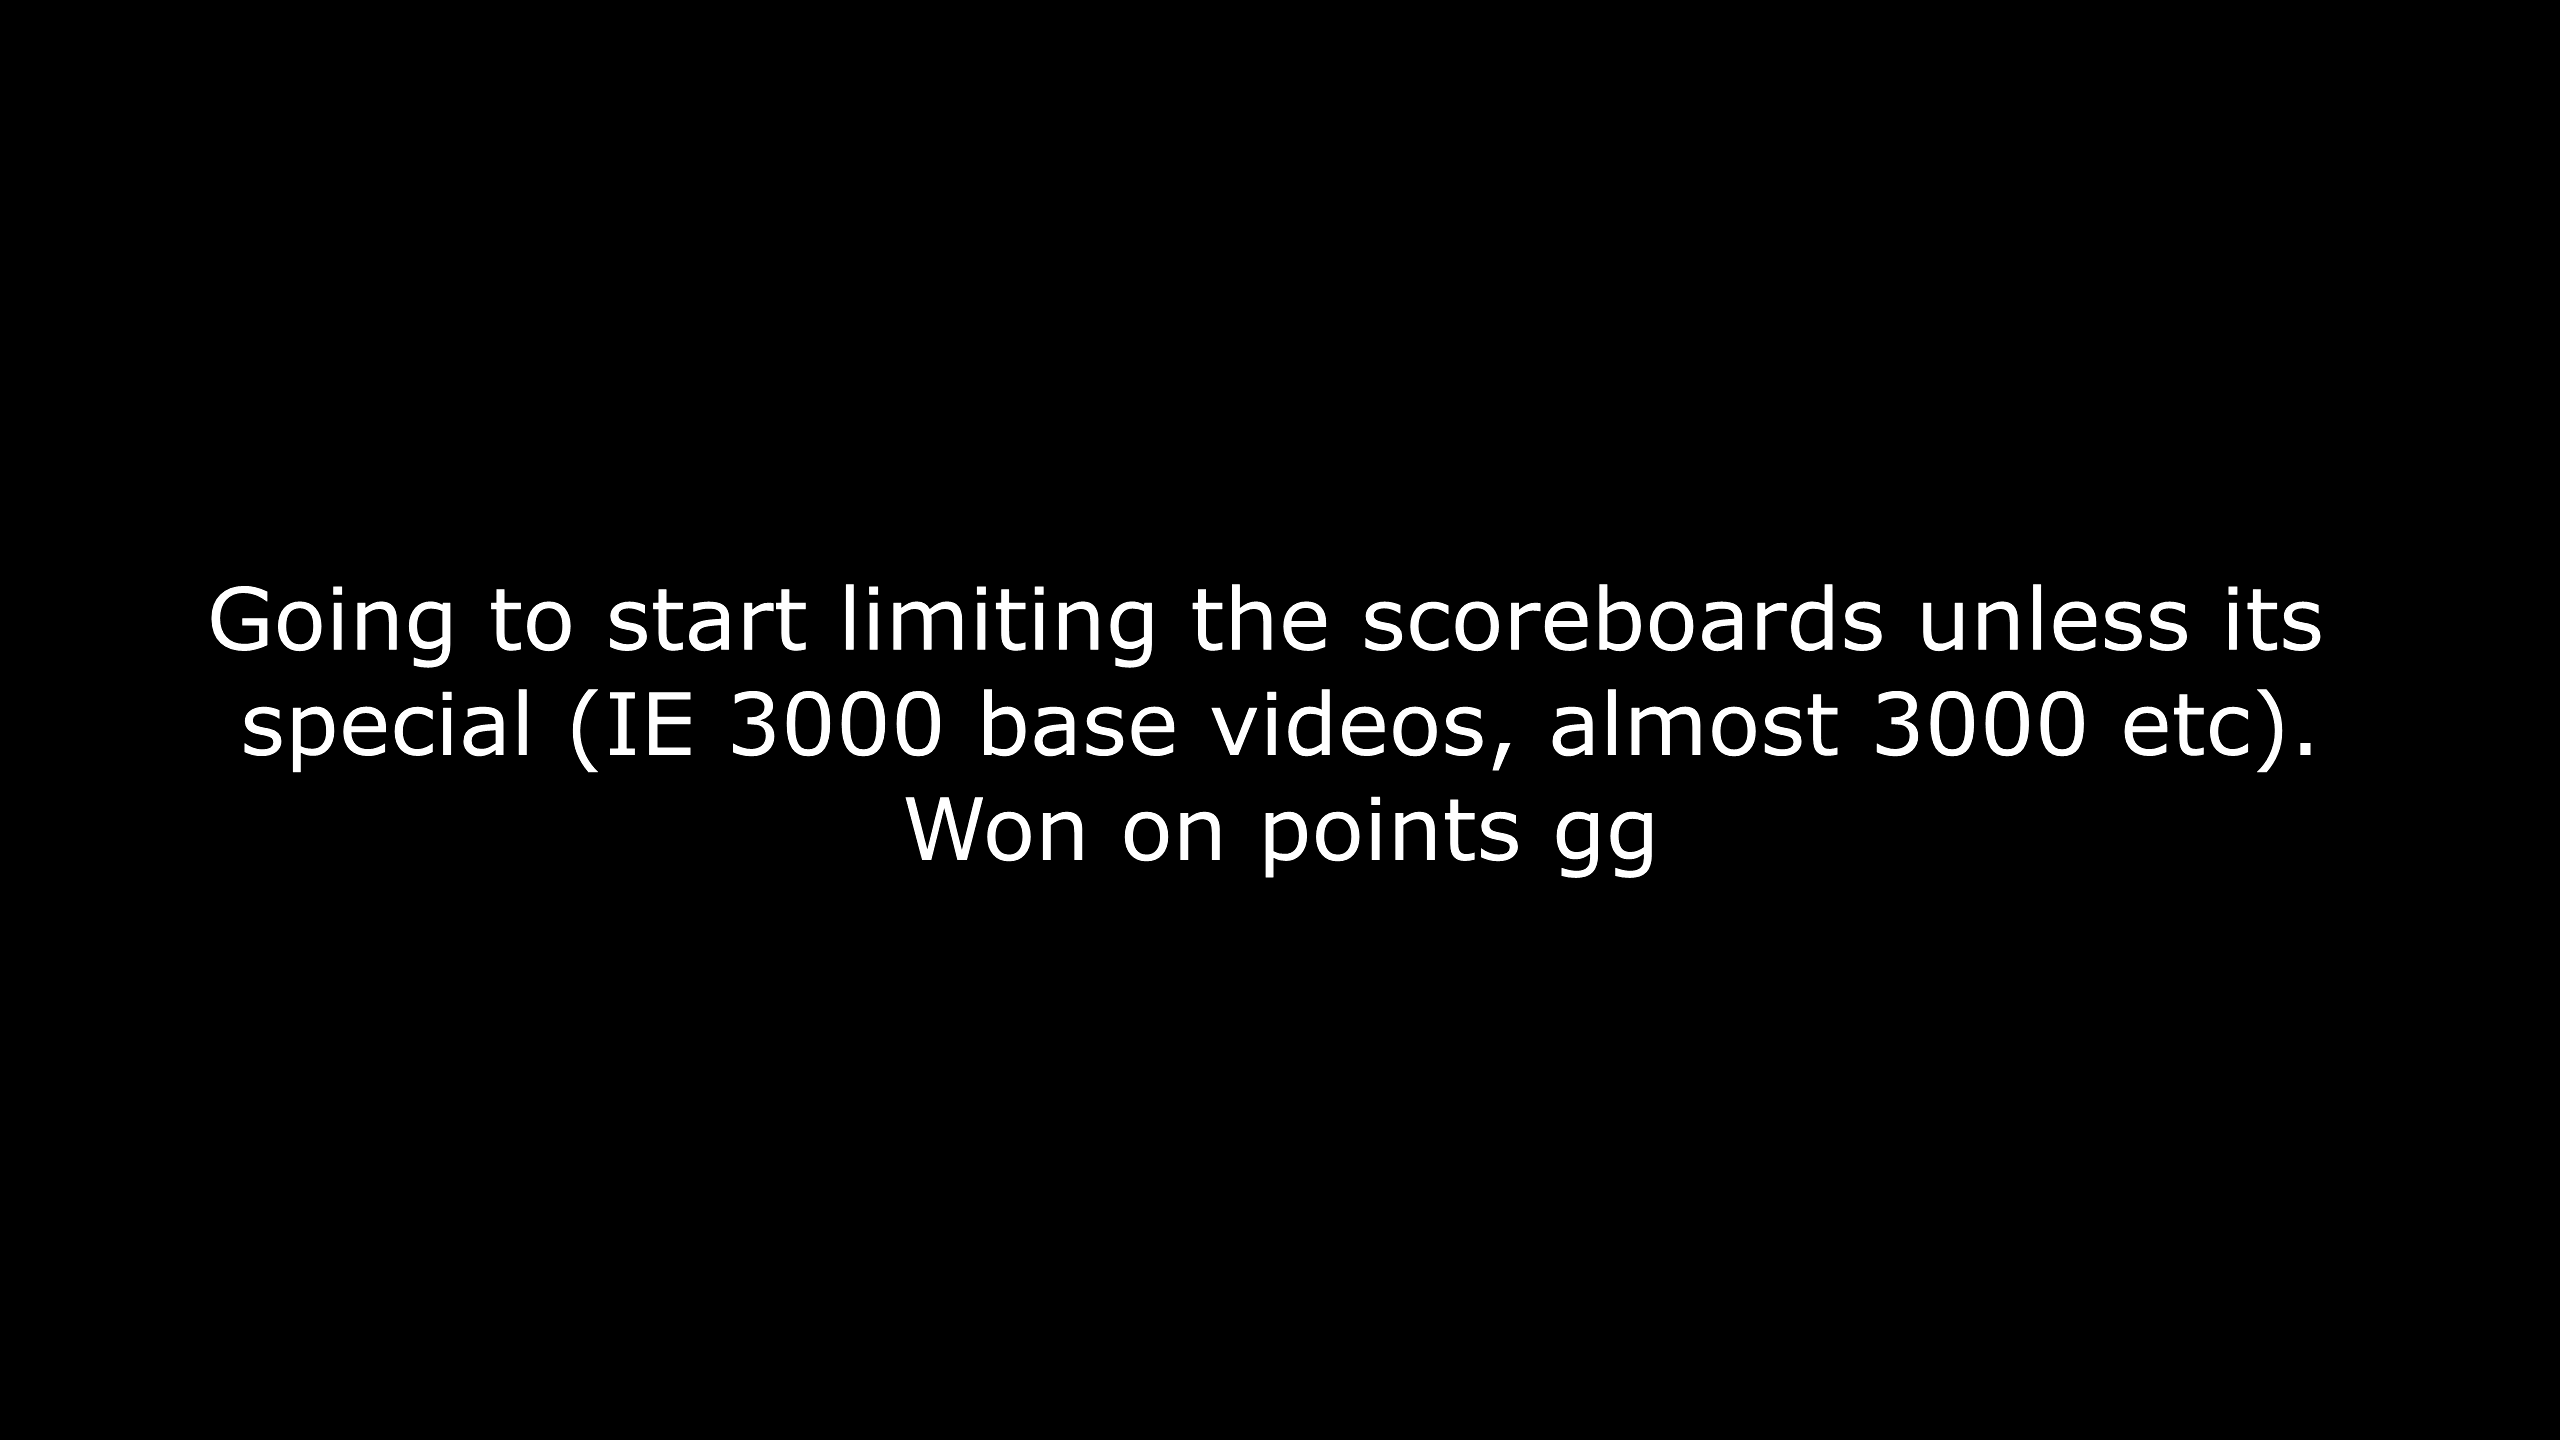 Going to start limiting the scoreboards unless its
special (IE 3000 base videos, almost 3000 etc).
Won on points gg